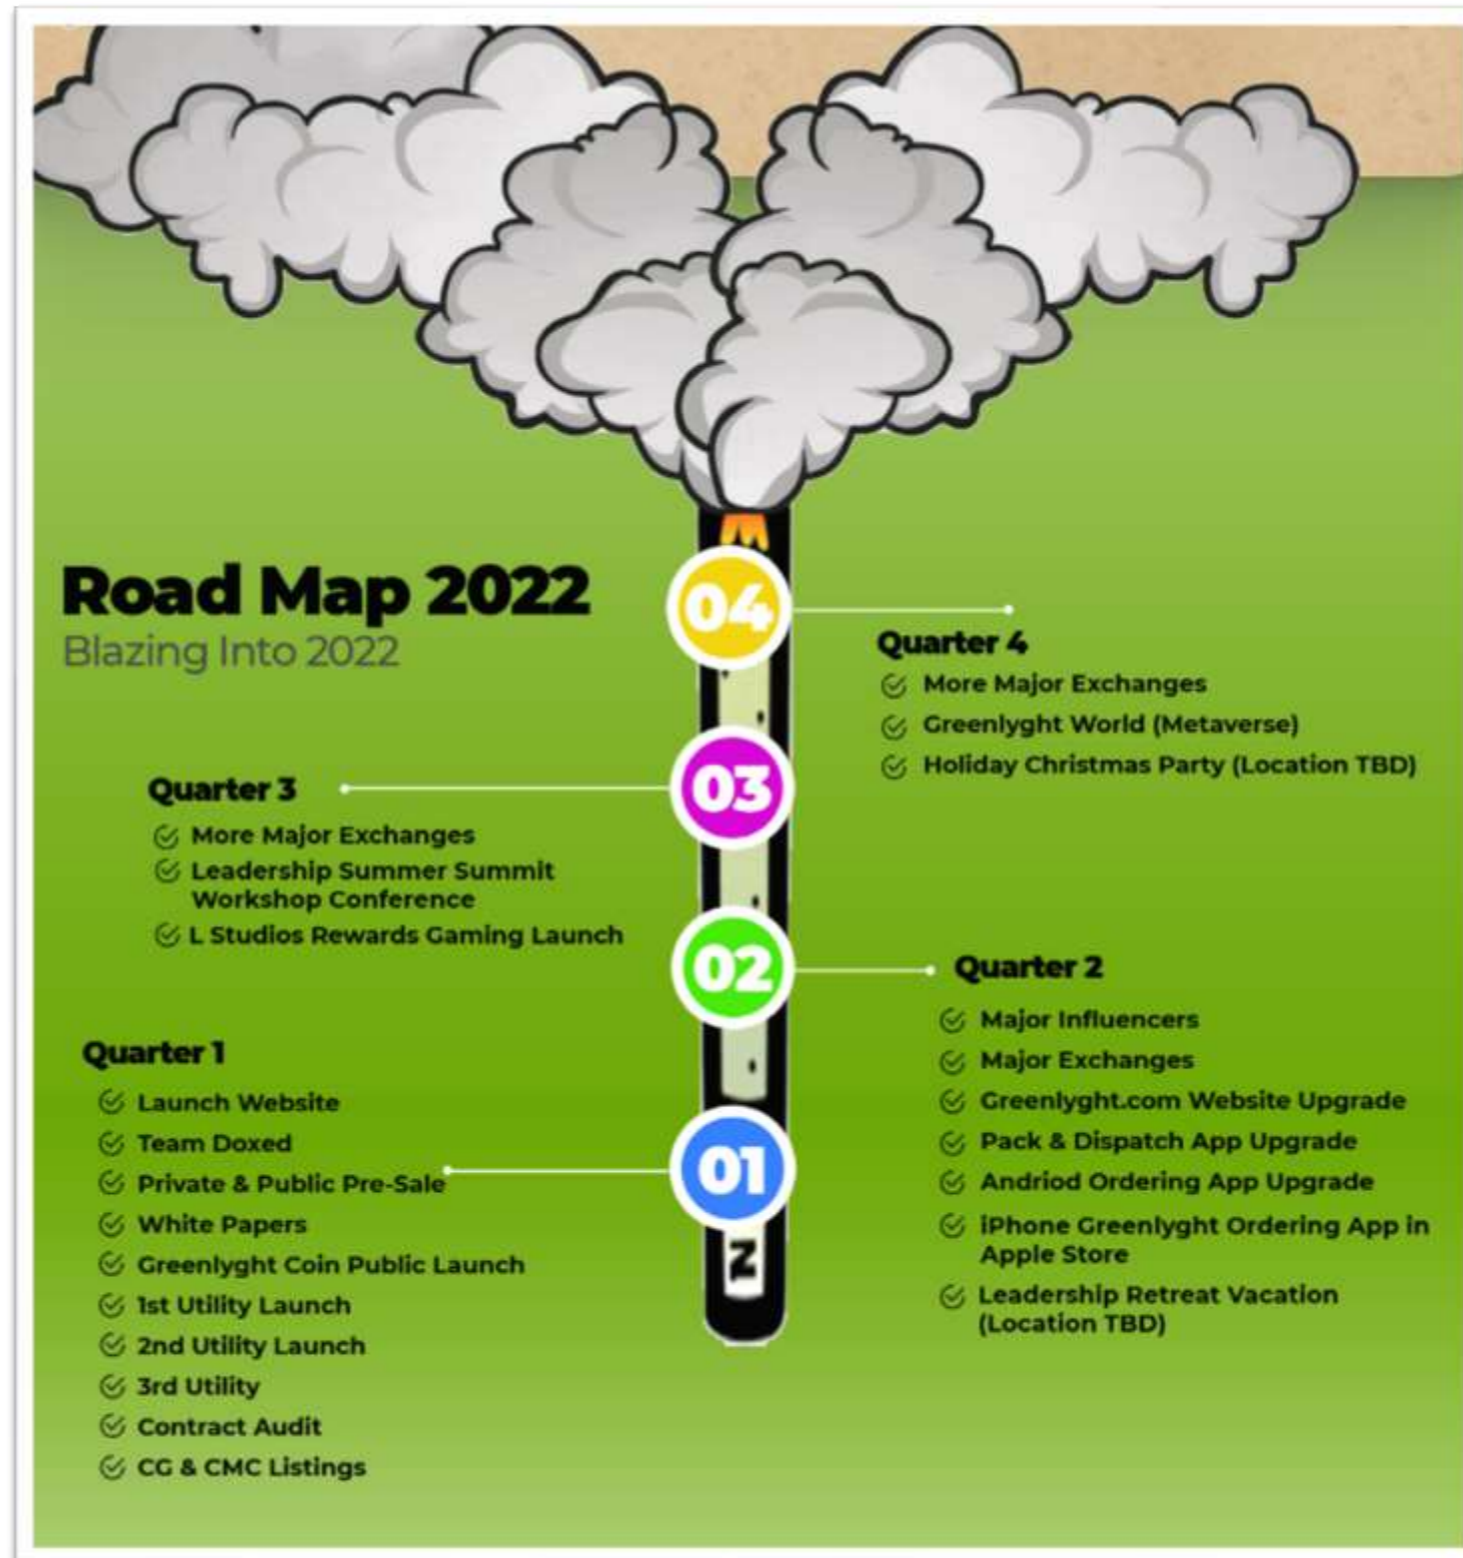 Road Map 2022
Blazing Into 2022
04
Quarter 4
More Major Exchanges
Greenlyght World (Metaverse)
Holiday Christmas Party (Location TBD)
03
Quarter 3
More Major Exchanges
Leadership Summer Summit
Workshop Conference
L Studios Rewards Gaming Launch
02
Quarter 2
Major Influencers
Major Exchanges
Greenlyght.com Website Upgrade
Pack & Dispatch App Upgrade
Andriod Ordering App Upgrade
iPhone Greenlyght Ordering App in
Apple Store
Leadership Retreat Vacation
(Location TBD)
01
Quarter 1
Launch Website
Team Doxed
Private & Public Pre-Sale
White Papers
Greenlyght Coin Public Launch
1st Utility Launch
2nd Utility Launch
3rd Utility
Contract Audit
CG & CMC Listings